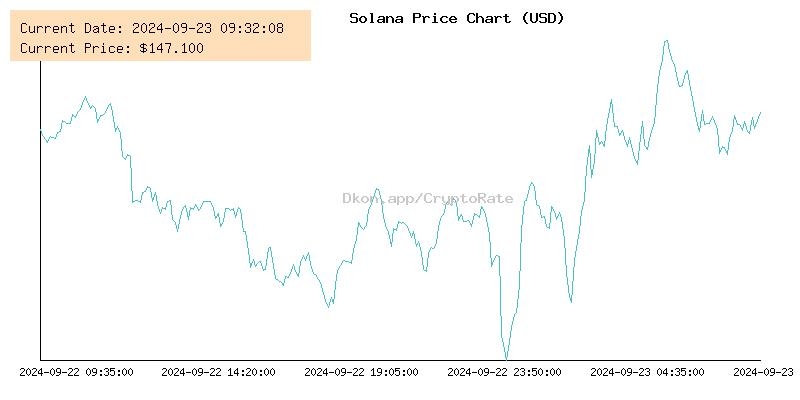 Solana Price Chart (USD)
Current Date: 2024-09-23 09:32:08
Current Price: $147.100
Dkon.app/CryptoRate
2024-09-22 09:35:00 2024-09-22 14:20:00 2024-09-22 19:05:00 2024-09-22 23:50:00 2024-09-23 04:35:00 2024-09-23